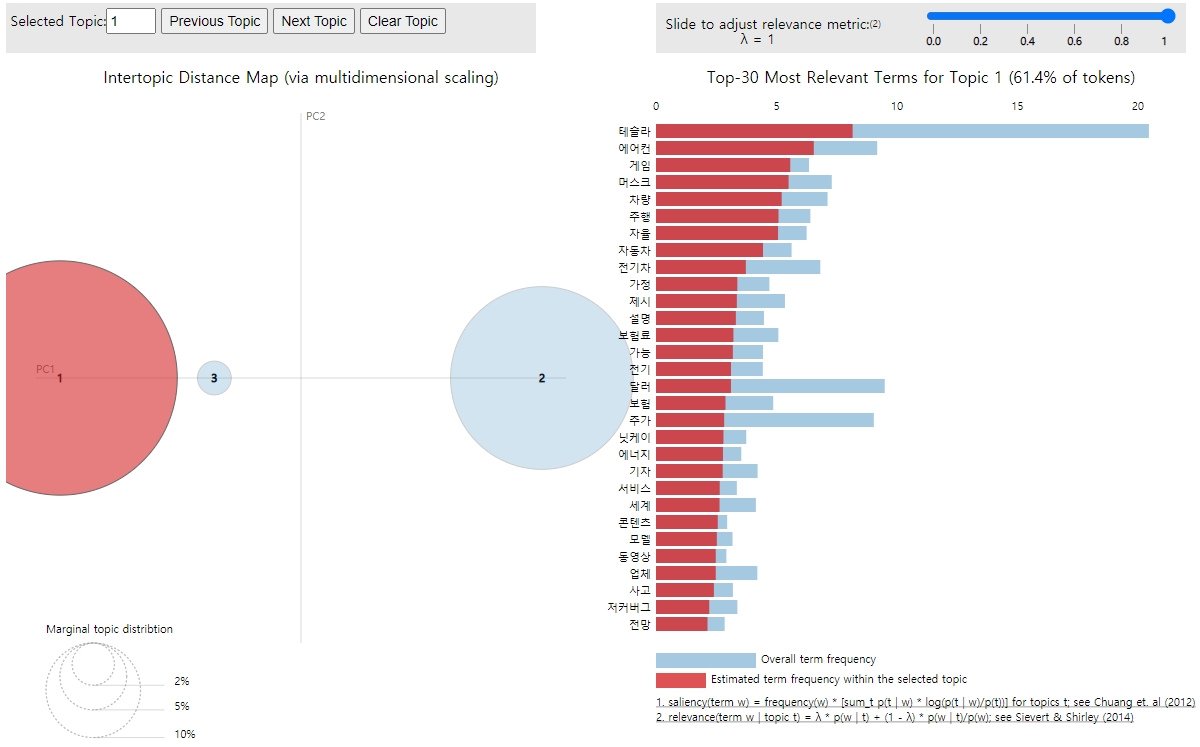 Selected Topic: 1 Previous Topic Next Topic Clear Topic
Slide to adjust relevance metric:(2)
λ = 1
0.0 0.2 0.4 0.6 0.8 1
Intertopic Distance Map (via multidimensional scaling)
PC2
PC1
1
3
2
Marginal topic distribtion
2%
5%
10%
Top-30 Most Relevant Terms for Topic 1 (61.4% of tokens)
0 5 10 15 20
테슬라
에어컨
게임
머스크
차량
주행
자율
자동차
전기차
가정
제시
설명
보험료
가능
전기
달러
보험
주가
닛케이
에너지
기자
서비스
세계
콘텐츠
모델
동영상
업체
사고
저커버그
전망
Overall term frequency
Estimated term frequency within the selected topic
1. saliency(term w) = frequency(w) * [sum_t p(t | w) * log(p(t | w)/p(t))] for topics t; see Chuang et. al (2012)
2. relevance(term w | topic t) = λ * p(w | t) + (1 - λ) * p(w | t)/p(w); see Sievert & Shirley (2014)